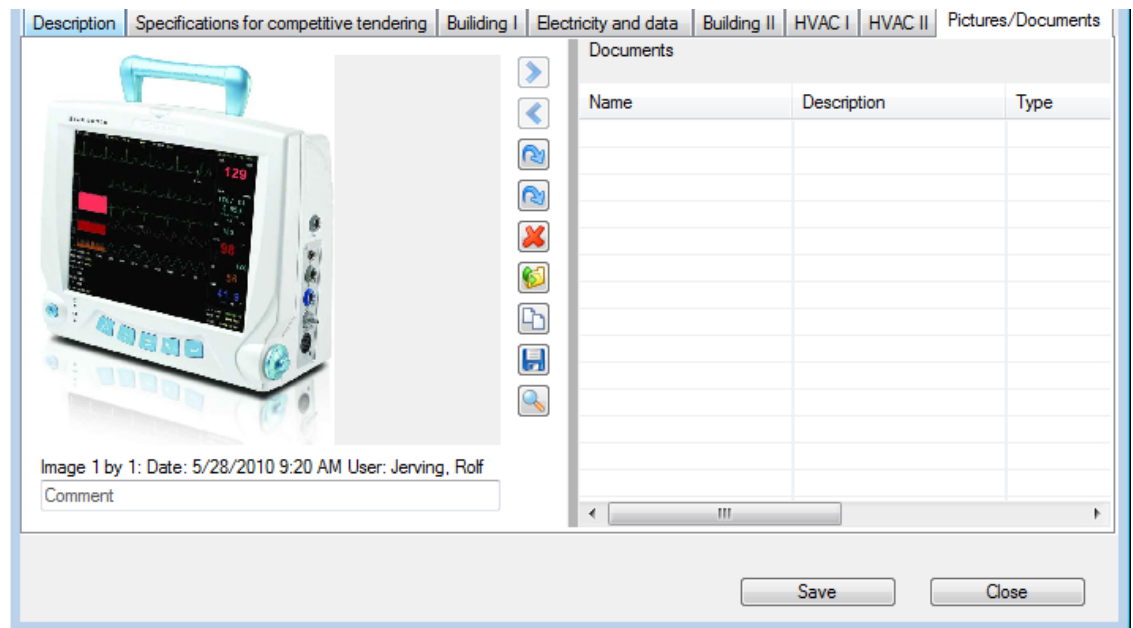 Description Specifications for competitive tendering Builiding I Electricity and data Building II HVAC I HVAC II Pictures/Documents
Documents
Name Description Type
129
98
Image 1 by 1: Date: 5/28/2010 9:20 AM User: Jerving, Rolf
Comment
Save Close